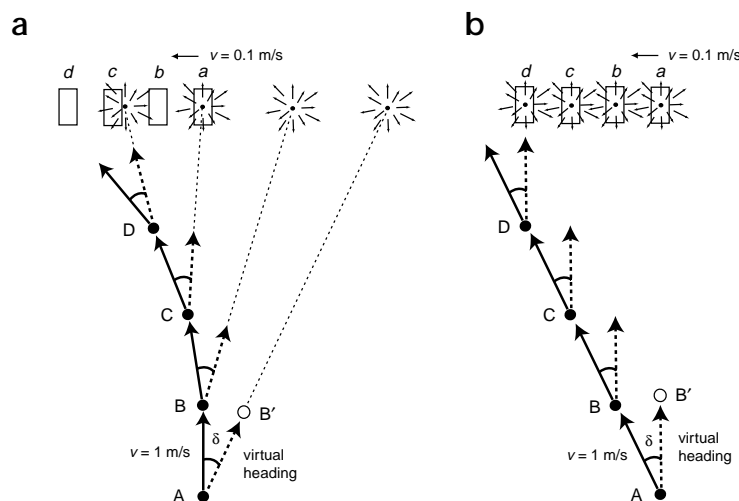 a
v = 0.1 m/s
d c b a
D
C
B
B′
v = 1 m/s
δ
virtual
heading
A
b
v = 0.1 m/s
d c b a
D
C
B
B′
v = 1 m/s
δ
virtual
heading
A